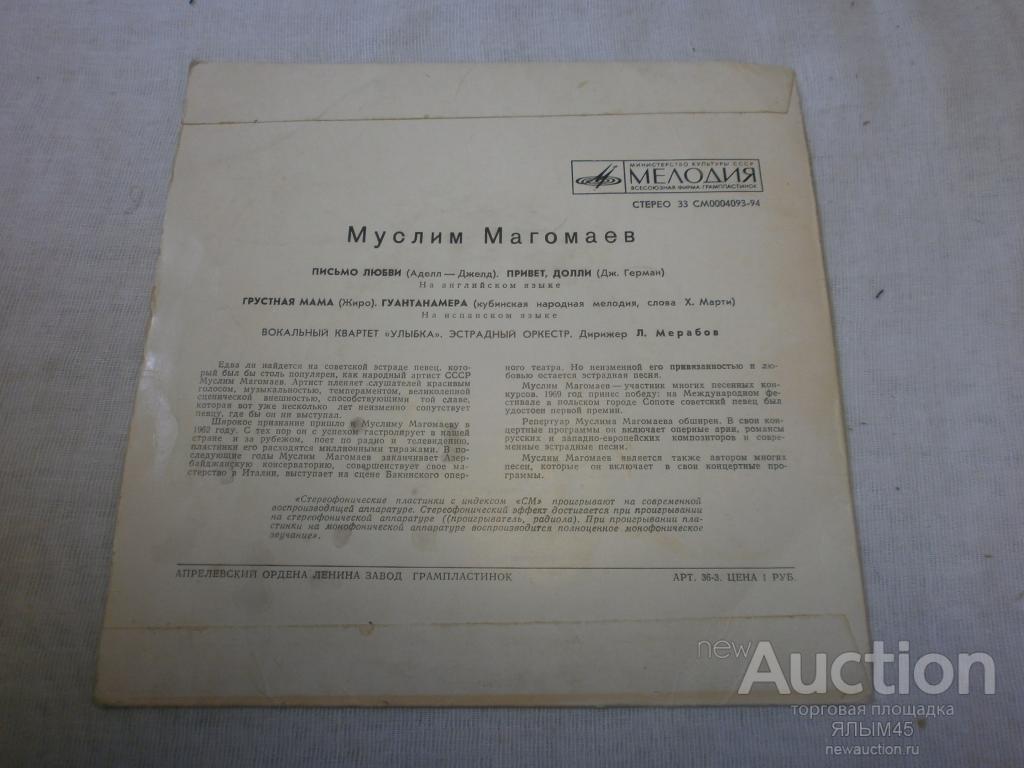 МИНИСТЕРСТВО КУЛЬТУРЫ СССР
МЕЛОДИЯ
ВСЕСОЮЗНАЯ ФИРМА ГРАМПЛАСТИНОК
СТЕРЕО 33 СМ0004093-94
Муслим Магомаев
ПИСЬМО ЛЮБВИ (Аделл — Джелд). ПРИВЕТ, ДОЛЛИ (Дж. Герман)
На английском языке
ГРУСТНАЯ МАМА (Жиро). ГУАНТАНАМЕРА (кубинская народная мелодия, слова Х. Марти)
На испанском языке
ВОКАЛЬНЫЙ КВАРТЕТ «УЛЫБКА». ЭСТРАДНЫЙ ОРКЕСТР. Дирижер Л. Мерабов
Едва ли найдется на советской эстраде певец, кото-
рый был бы столь популярен, как народный артист СССР
Муслим Магомаев. Артист пленяет слушателей красивым
голосом, музыкальностью, темпераментом, великолепной
сценической внешностью, способствующими той славе,
которая вот уже несколько лет неизменно сопутствует
певцу, где бы он ни выступал.
Широкое признание пришло к Муслиму Магомаеву в
1962 году. С тех пор он с успехом гастролирует в нашей
стране и за рубежом, поет по радио и телевидению,
пластинки его расходятся миллионными тиражами. В по-
следующие годы Муслим Магомаев заканчивает Азер-
байджанскую консерваторию, совершенствует свое ма-
стерство в Италии, выступает на сцене Бакинского опер-
ного театра. Но неизменной его привязанностью и лю-
бовью остается эстрадная песня.
Муслим Магомаев — участник многих песенных кон-
курсов. 1969 год принес победу: на Международном фе-
стивале в польском городе Сопоте советский певец был
удостоен первой премии.
Репертуар Муслима Магомаева обширен. В свои кон-
цертные программы он включает оперные арии, романсы
русских и западно-европейских композиторов и совре-
менные эстрадные песни.
Муслим Магомаев является также автором многих
песен, которые он включает в свои концертные про-
граммы.
«Стереофонические пластинки с индексом «СМ» проигрывают на современной
воспроизводящей аппаратуре. Стереофонический эффект достигается при проигрывании
на стереофонической аппаратуре ((проигрыватель, радиола). При проигрывании пла-
стинки на монофонической аппаратуре воспроизводится полноценное монофоническое
звучание».
АПРЕЛЕВСКИЙ ОРДЕНА ЛЕНИНА ЗАВОД ГРАМПЛАСТИНОК
АРТ. 36-3. ЦЕНА 1 РУБ.
newAuction
торговая площадка
ЯЛЫМ45
newauction.ru